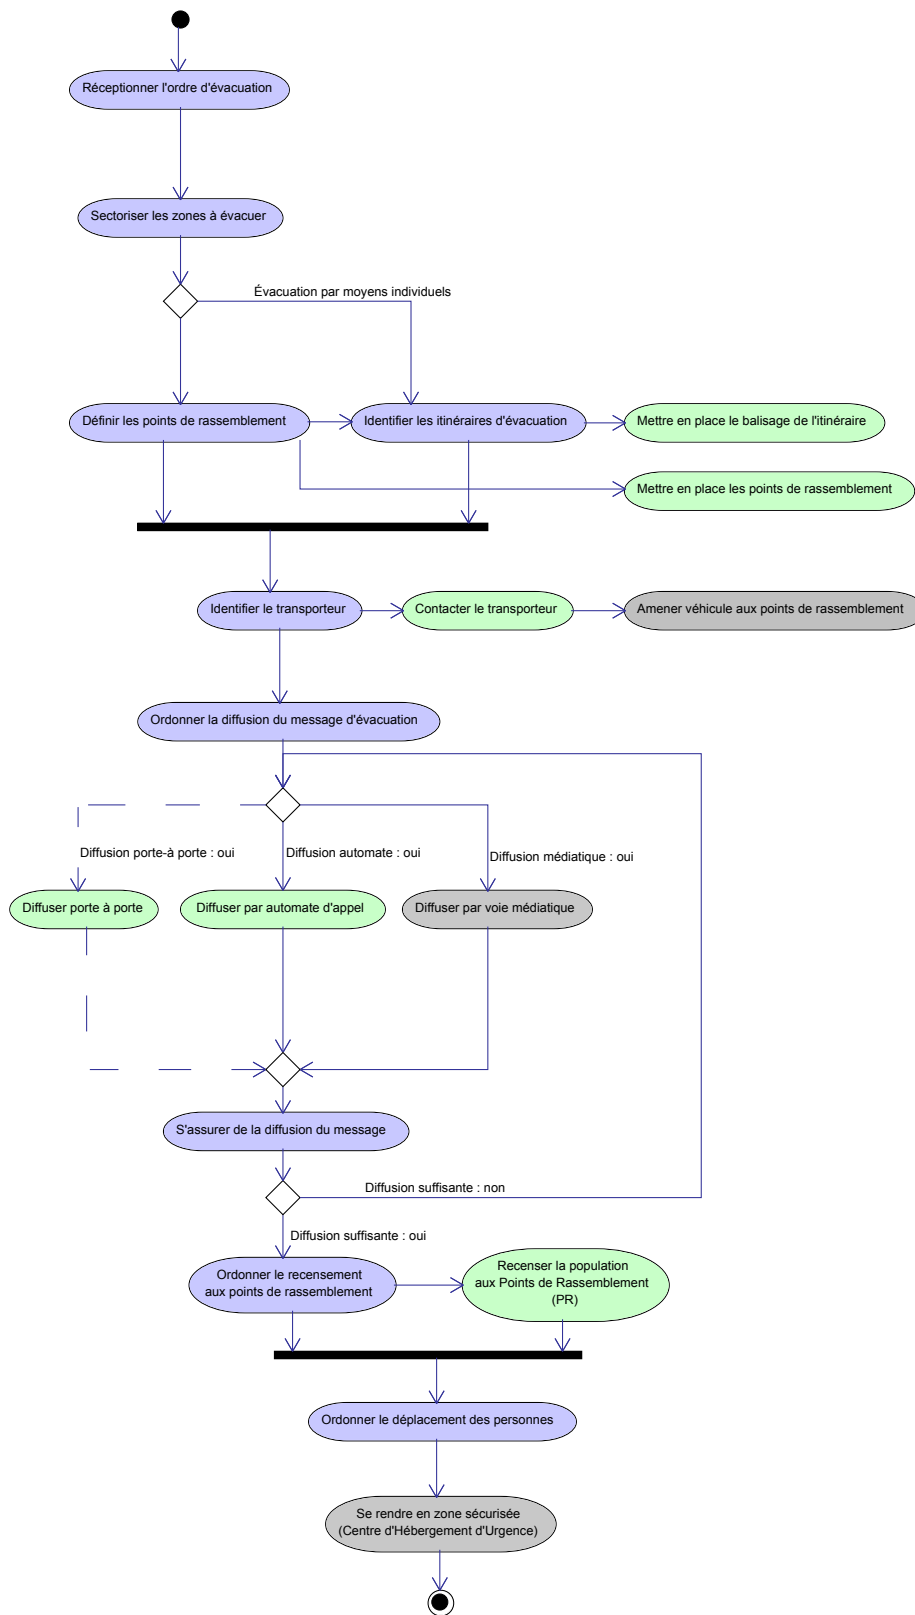 Réceptionner l'ordre d'évacuation
Sectoriser les zones à évacuer
Évacuation par moyens individuels
Définir les points de rassemblement
Identifier les itinéraires d'évacuation
Mettre en place le balisage de l'itinéraire
Mettre en place les points de rassemblement
Identifier le transporteur
Contacter le transporteur
Amener véhicule aux points de rassemblement
Ordonner la diffusion du message d'évacuation
Diffusion porte-à porte : oui
Diffusion automate : oui
Diffusion médiatique : oui
Diffuser porte à porte
Diffuser par automate d'appel
Diffuser par voie médiatique
S'assurer de la diffusion du message
Diffusion suffisante : non
Diffusion suffisante : oui
Ordonner le recensement
aux points de rassemblement
Recenser la population
aux Points de Rassemblement
(PR)
Ordonner le déplacement des personnes
Se rendre en zone sécurisée
(Centre d'Hébergement d'Urgence)